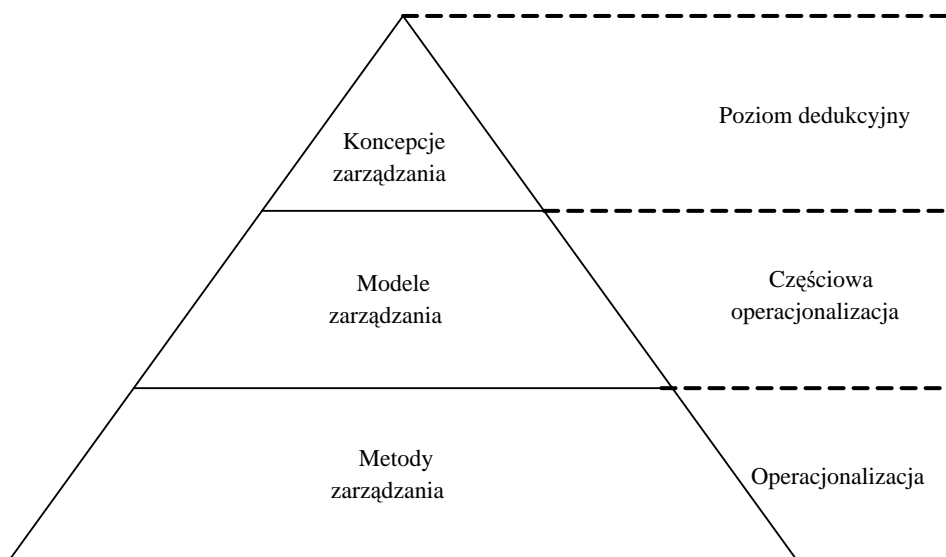 Poziom dedukcyjny
Koncepcje
zarządzania
Modele
zarządzania
Częściowa
operacjonalizacja
Metody
zarządzania
Operacjonalizacja